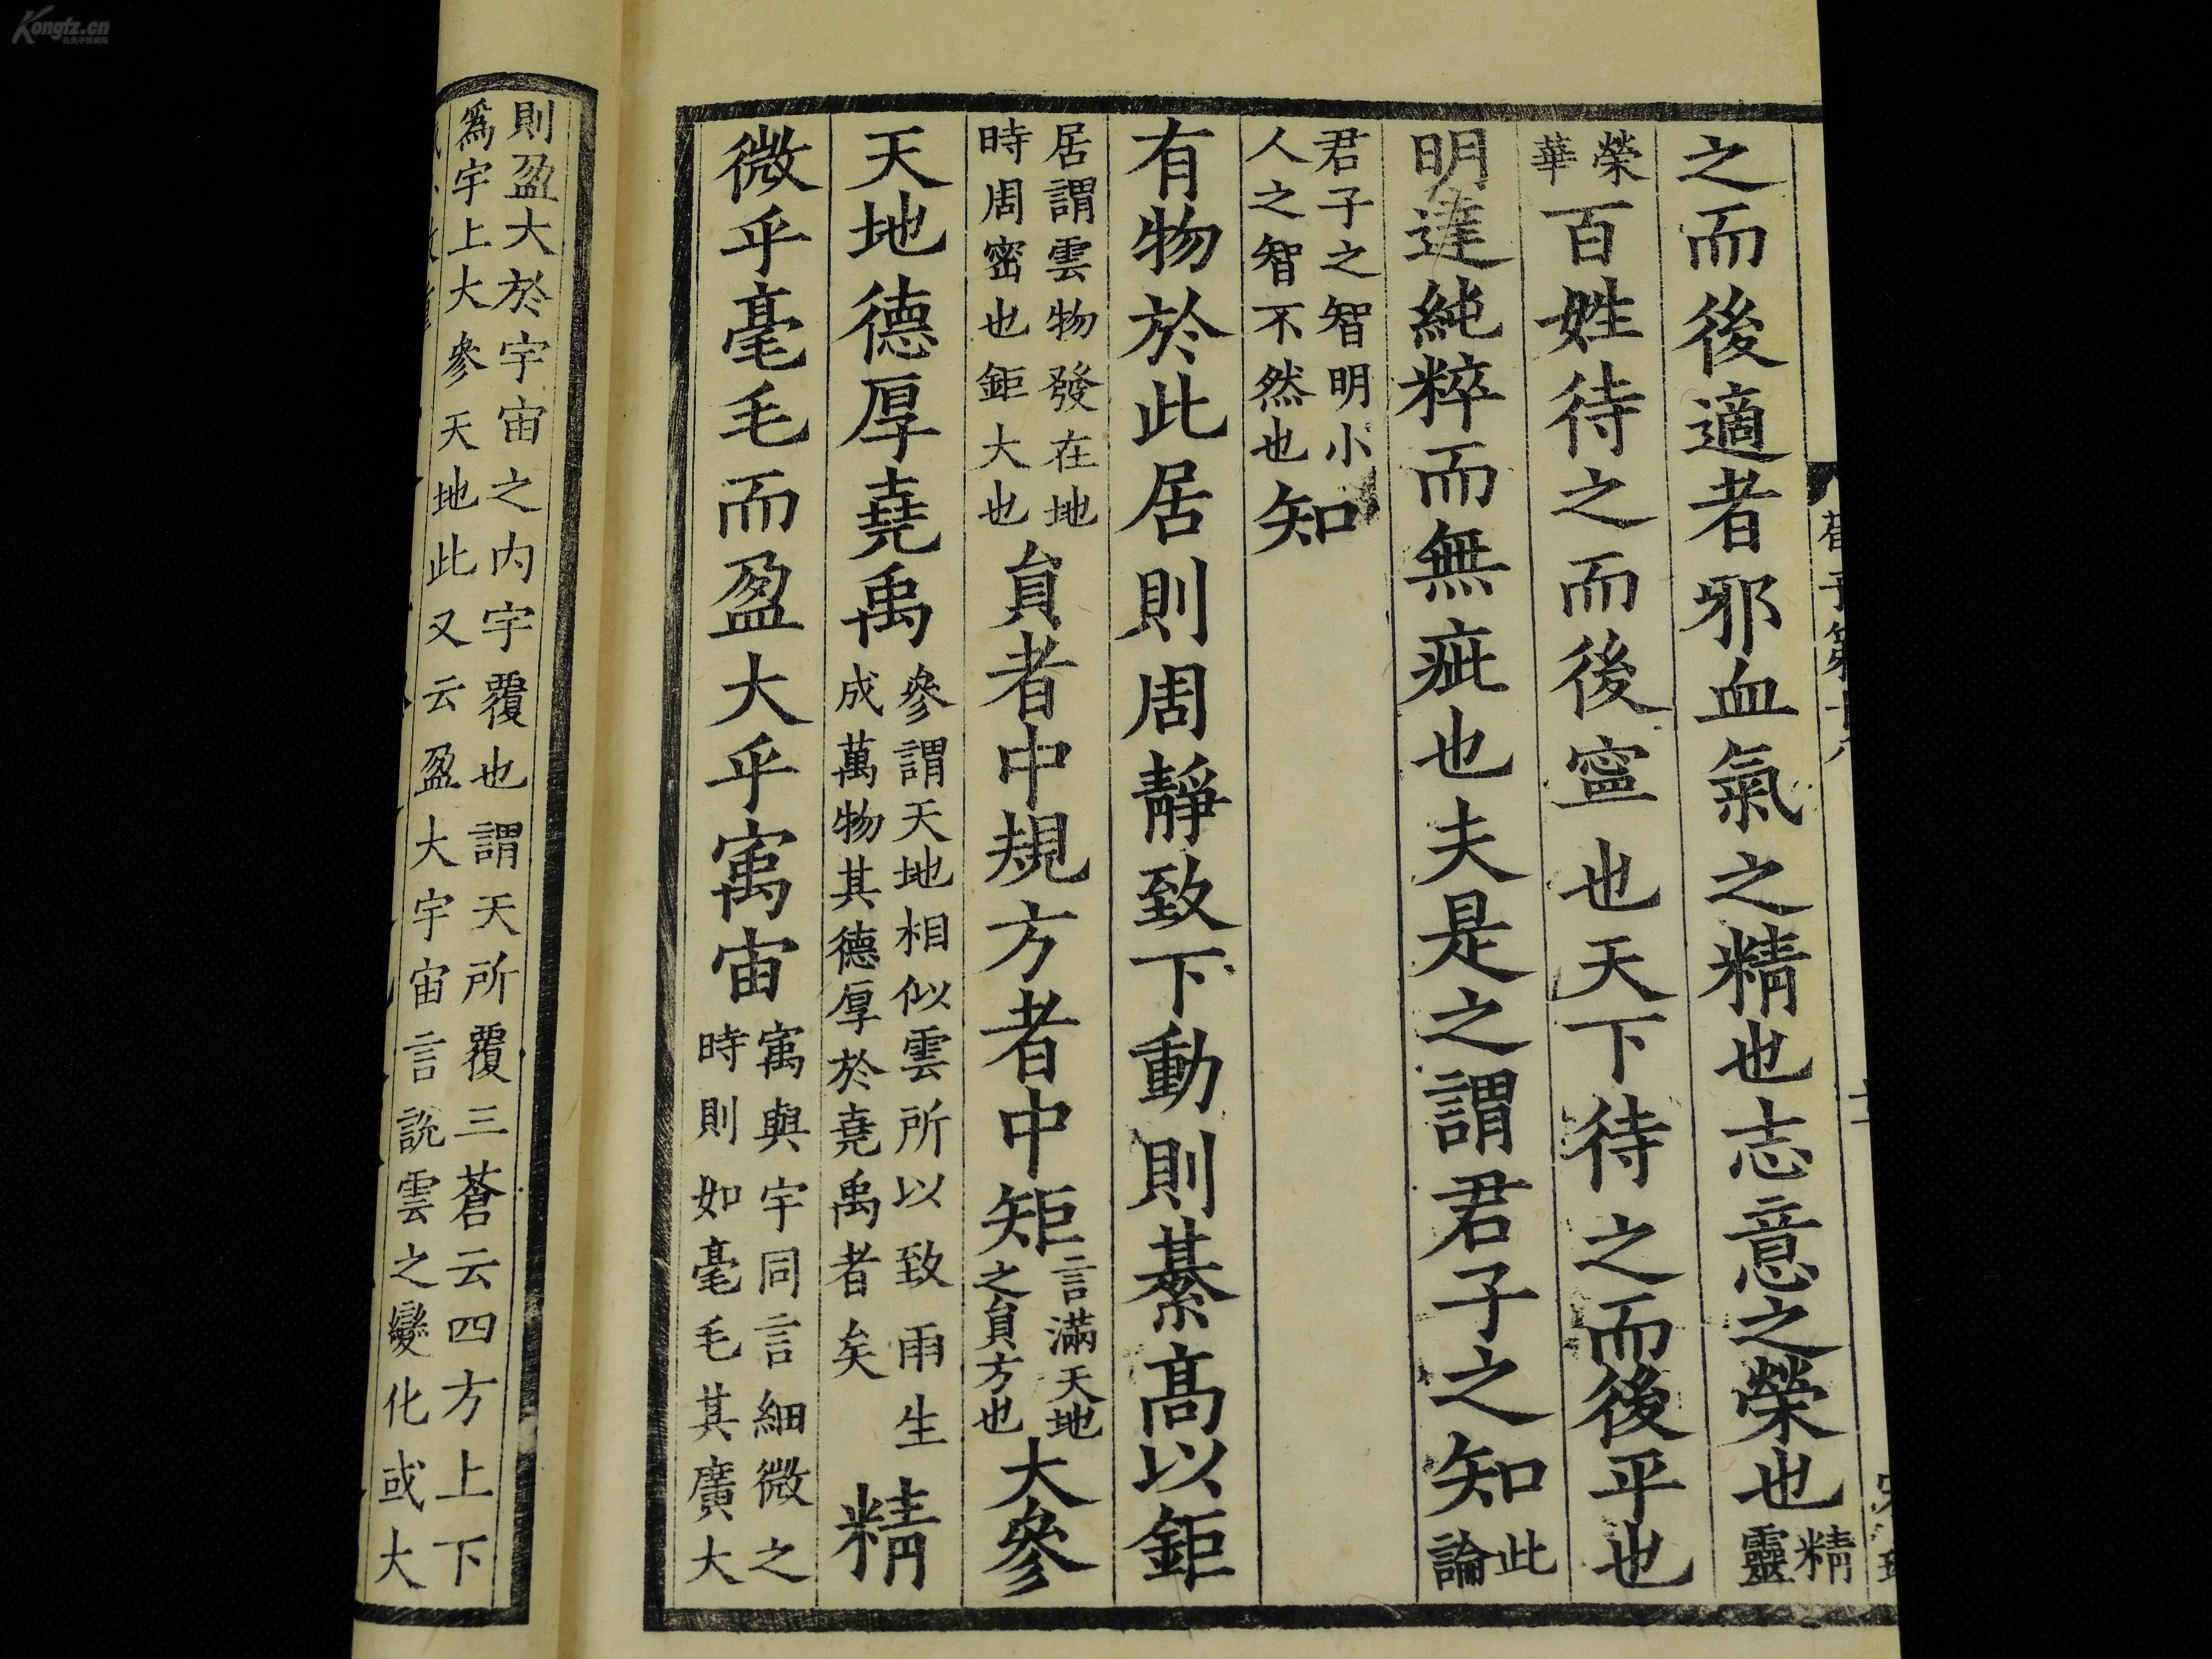 Kongfz.cn
荀子第十八
之而後適者邪血氣之精也志意之榮也精
靈
榮
華百姓待之而後寧也天下待之而後平也
明達純粹而無疵也夫是之謂君子之知此
論
君子之智明小
人之智不然也知
有物於此居則周靜致下動則綦高以鉅
居謂雲物發在地
時周密也鉅大也
員者中規方者中矩言滿天地
之員方也
大參
天地德厚堯禹參謂天地相似雲所以致雨生
成萬物其德厚於堯禹者矣
精
微乎毫毛而盈大乎㝢宙㝢與宇同言細微之
時則如毫毛其廣大
則盈大於宇宙之內宇覆也謂天所覆三蒼云四方上下
爲宇上大參天地此又云盈大宇宙言說雲之變化或大